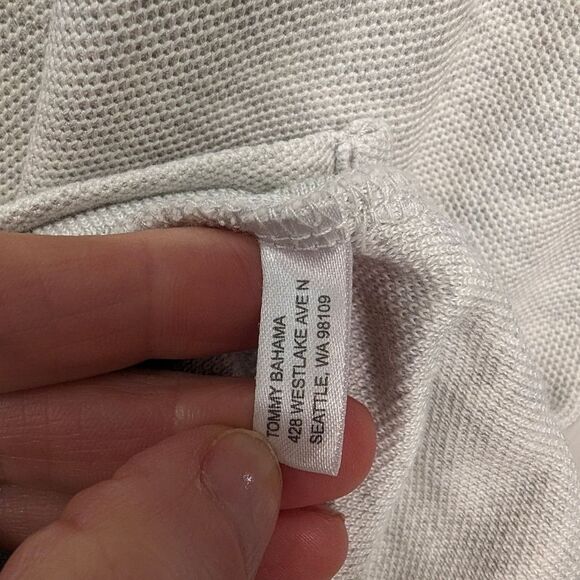 TOMMY BAHAMA
428 WESTLAKE AVE N
SEATTLE, WA 98109